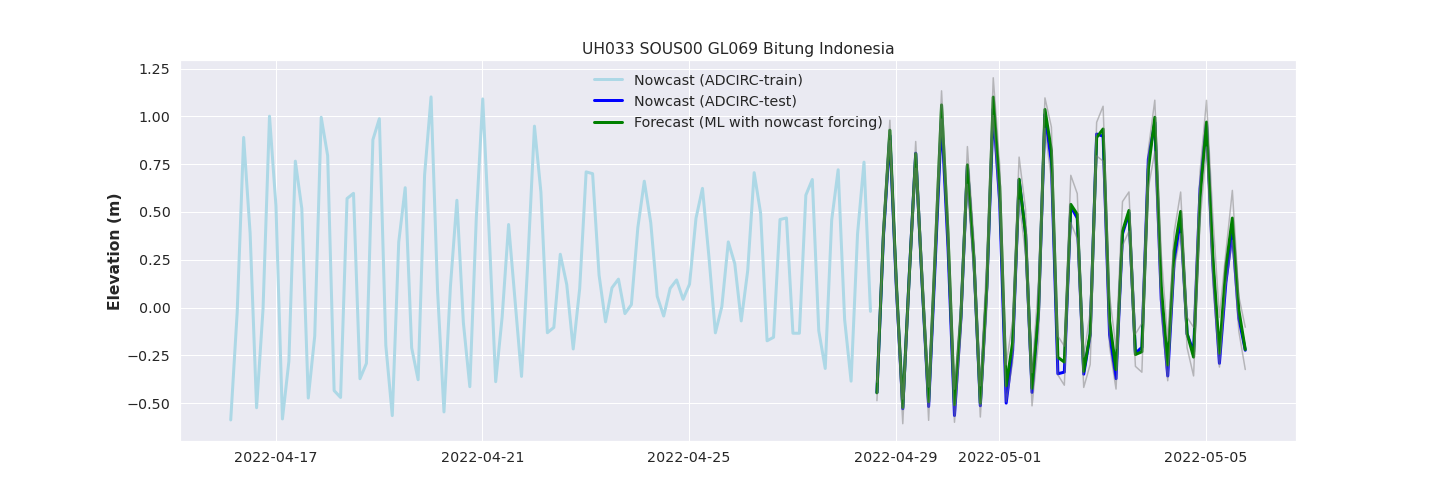 UH033 SOUS00 GL069 Bitung Indonesia
Nowcast (ADCIRC-train)
Nowcast (ADCIRC-test)
Forecast (ML with nowcast forcing)
Elevation (m)
1.25
1.00
0.75
0.50
0.25
0.00
−0.25
−0.50
2022-04-17 2022-04-21 2022-04-25 2022-04-29 2022-05-01 2022-05-05